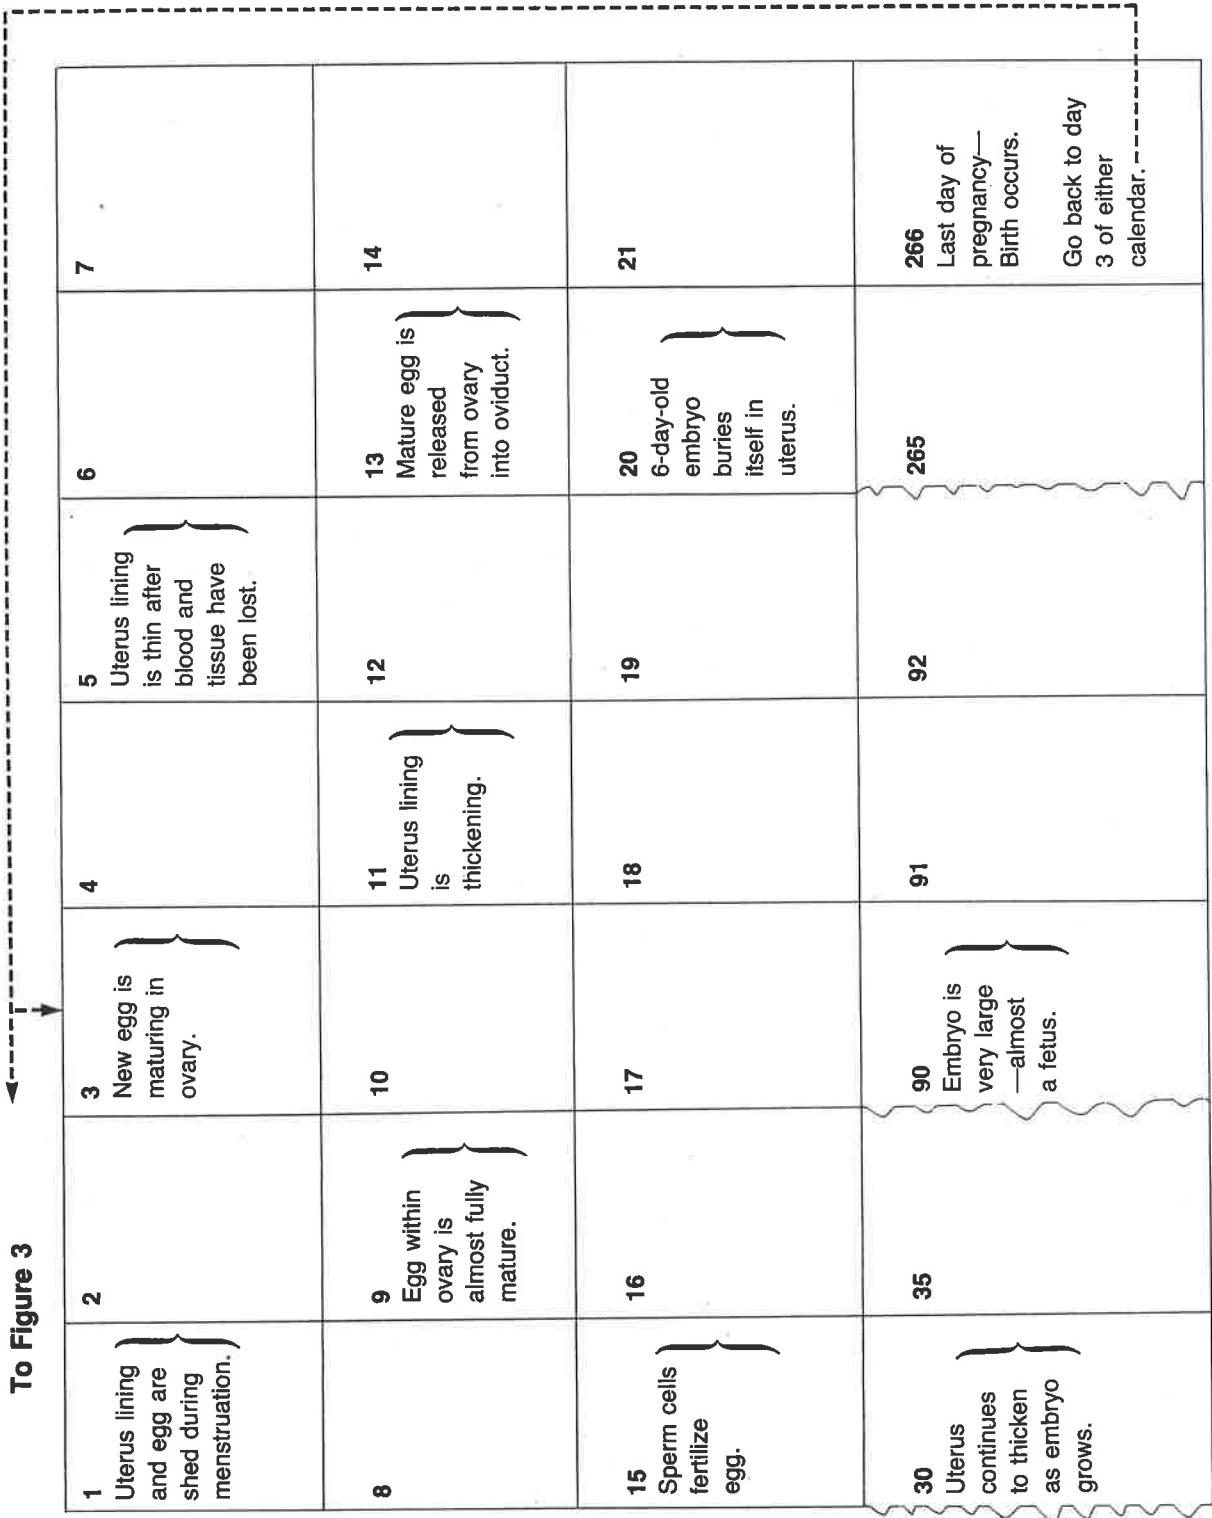 To Figure 3
1
Uterus lining
and egg are
shed during
menstruation.
2
3
New egg is
maturing in
ovary.
4
5
Uterus lining
is thin after
blood and
tissue have
been lost.
6
7
8
9
Egg within
ovary is
almost fully
mature.
10
11
Uterus lining
is
thickening.
12
13
Mature egg is
released
from ovary
into oviduct.
14
15
Sperm cells
fertilize
egg.
16
17
18
19
20
6-day-old
embryo
buries
itself in
uterus.
21
30
Uterus
continues
to thicken
as embryo
grows.
35
90
Embryo is
very large
—almost
a fetus.
91
92
265
266
Last day of
pregnancy—
Birth occurs.
Go back to day
3 of either
calendar.